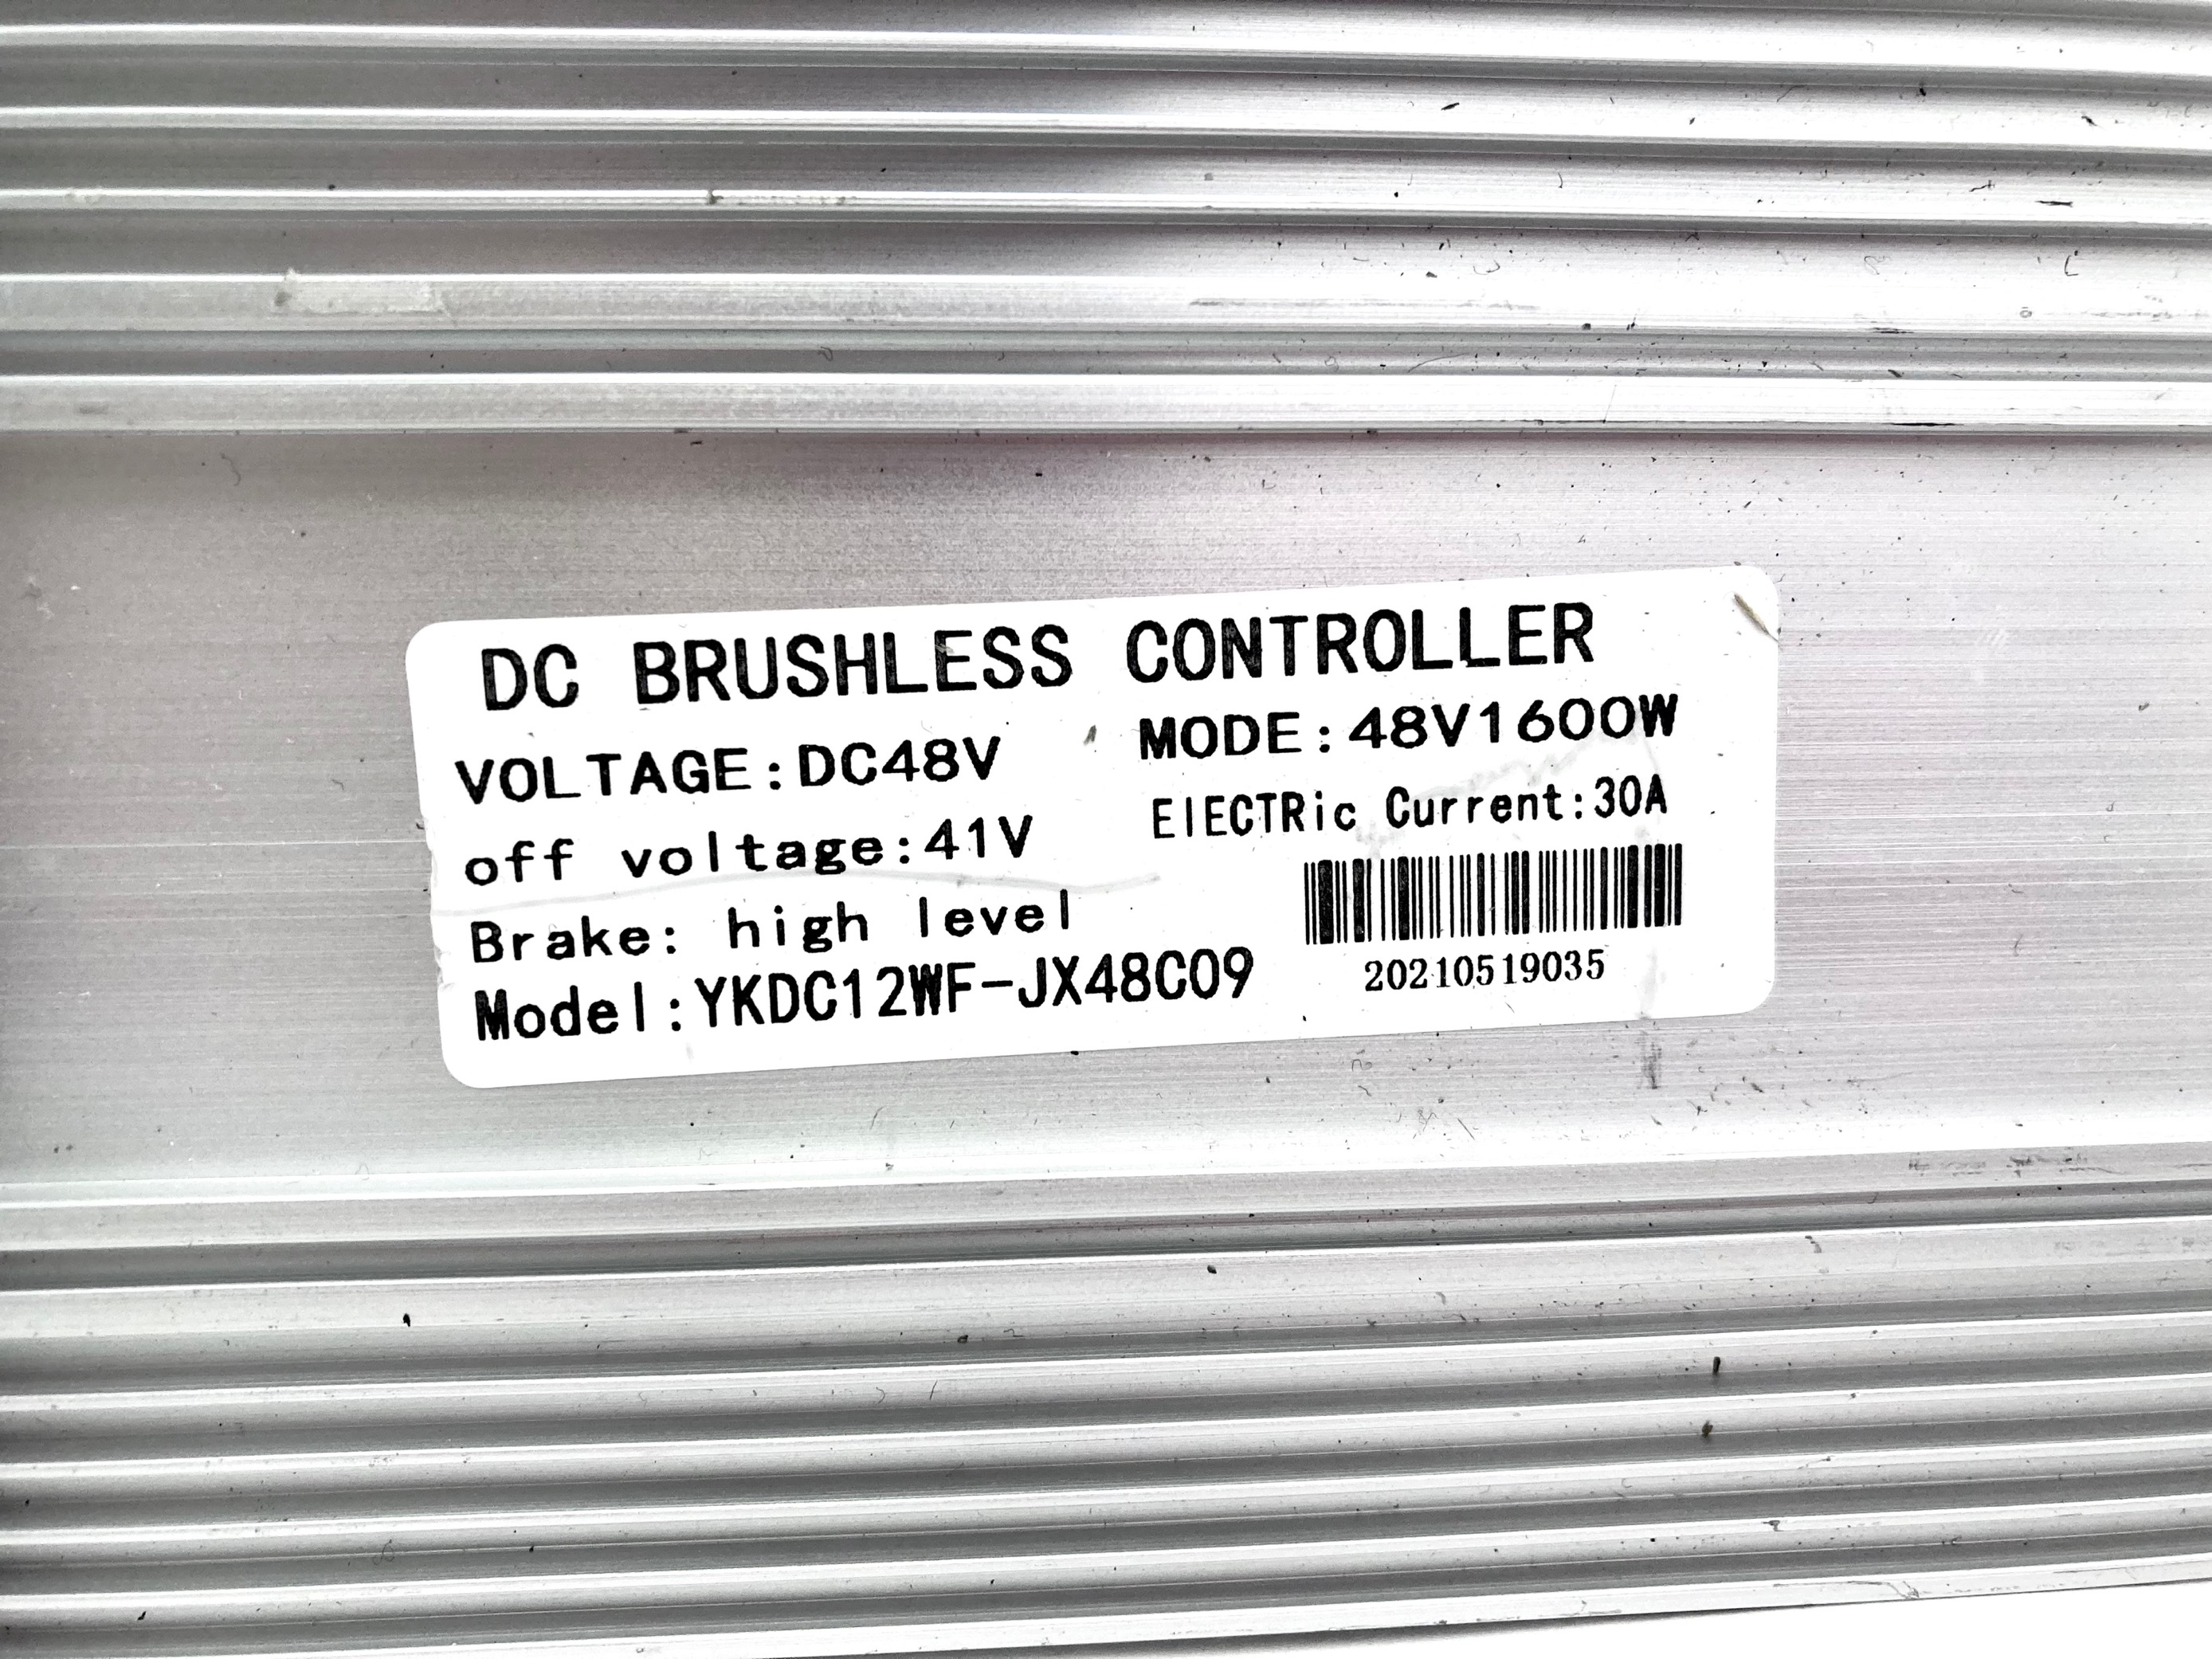 DC BRUSHLESS CONTROLLER
VOLTAGE:DC48V MODE:48V1600W
off voltage:41V ElECTRic Current:30A
Brake: high level
Model:YKDC12WF-JX48C09
20210519035